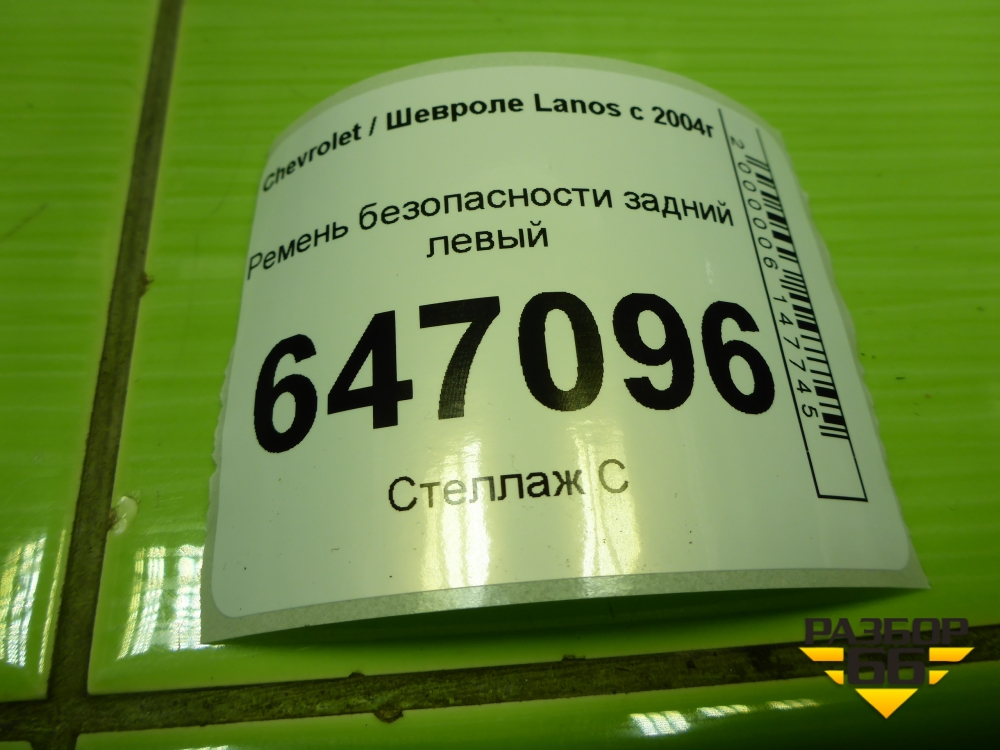 Chevrolet / Шевроле Lanos с 2004г
Ремень безопасности задний
левый
647096
Стеллаж С
2000006147745
РАЗБОР
66